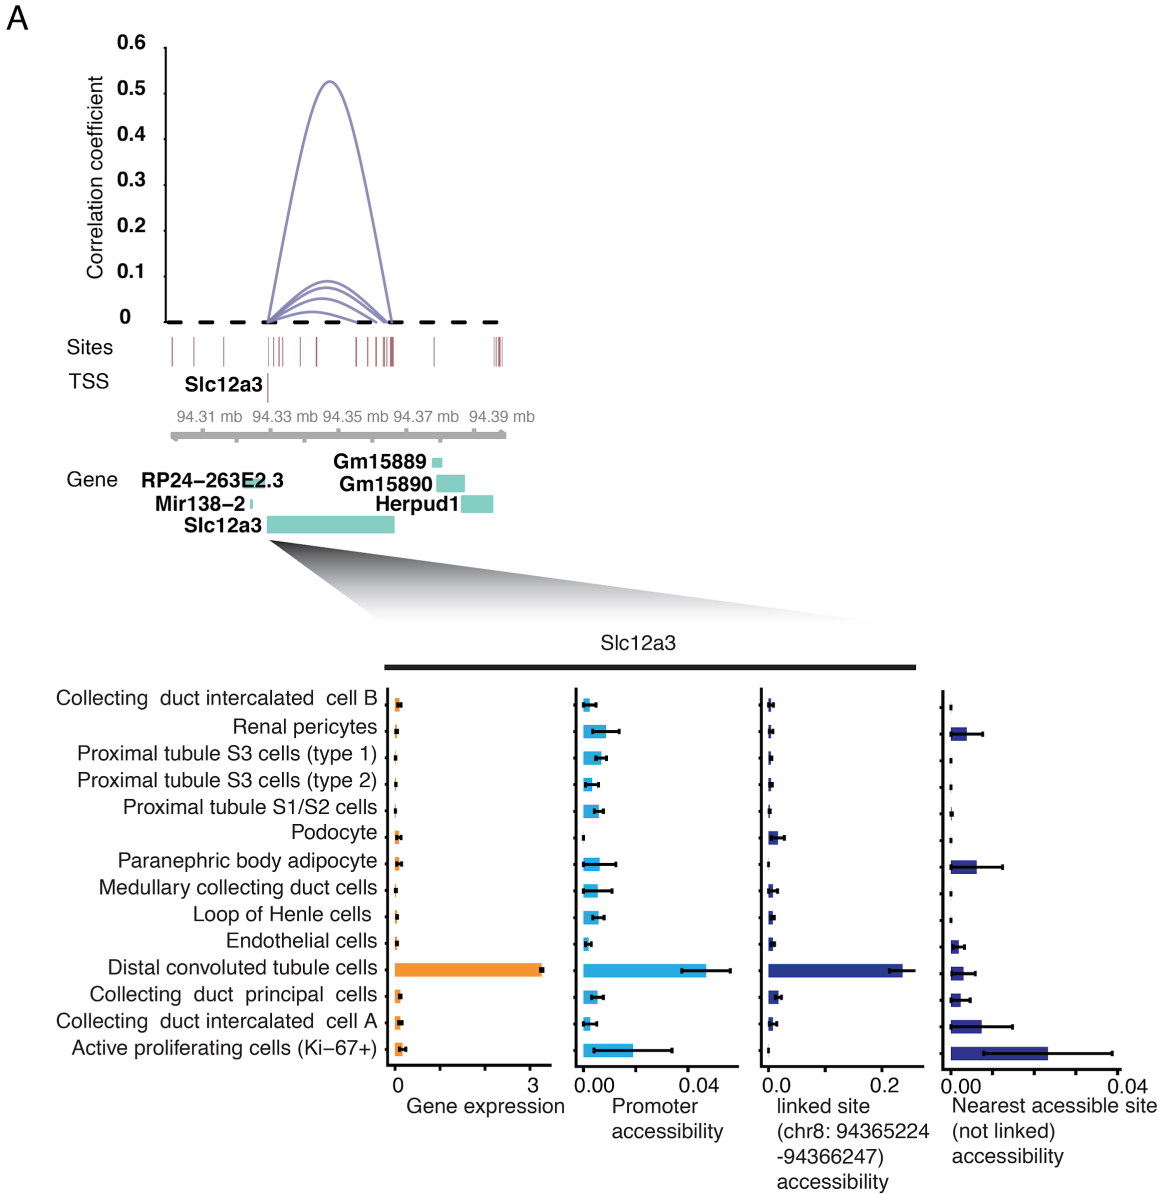 A
Correlation coefficient
0.6
0.5
0.4
0.3
0.2
0.1
0
Sites
TSS
Slc12a3
94.31 mb 94.33 mb 94.35 mb 94.37 mb 94.39 mb
Gene
Gm15889
RP24-263E2.3
Gm15890
Mir138-2
Herpud1
Slc12a3
Slc12a3
Collecting duct intercalated cell B
Renal pericytes
Proximal tubule S3 cells (type 1)
Proximal tubule S3 cells (type 2)
Proximal tubule S1/S2 cells
Podocyte
Paranephric body adipocyte
Medullary collecting duct cells
Loop of Henle cells
Endothelial cells
Distal convoluted tubule cells
Collecting duct principal cells
Collecting duct intercalated cell A
Active proliferating cells (Ki-67+)
0 3
Gene expression
0.00 0.04
Promoter
accessibility
0.0 0.2
linked site
(chr8: 94365224
-94366247)
accessibility
0.00 0.04
Nearest acessible site
(not linked)
accessibility